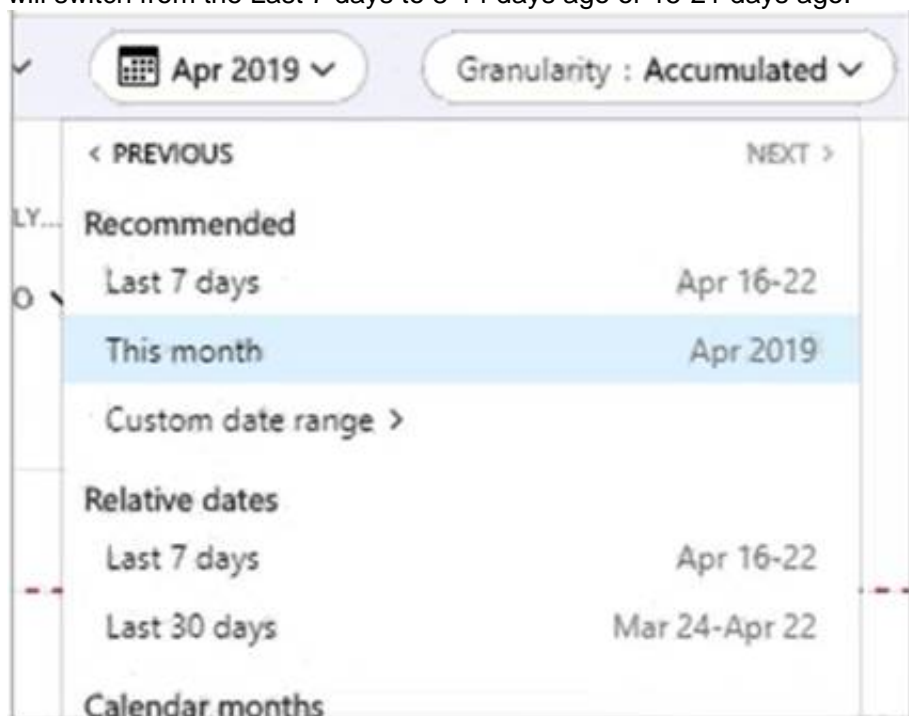 will switch from the Last 7 days to 8-14 days ago or 15-21 days ago.
Apr 2019 Granularity : Accumulated
< PREVIOUS NEXT >
LY...
Recommended
O
Last 7 days Apr 16-22
This month Apr 2019
Custom date range >
Relative dates
Last 7 days Apr 16-22
Last 30 days Mar 24-Apr 22
Calendar months